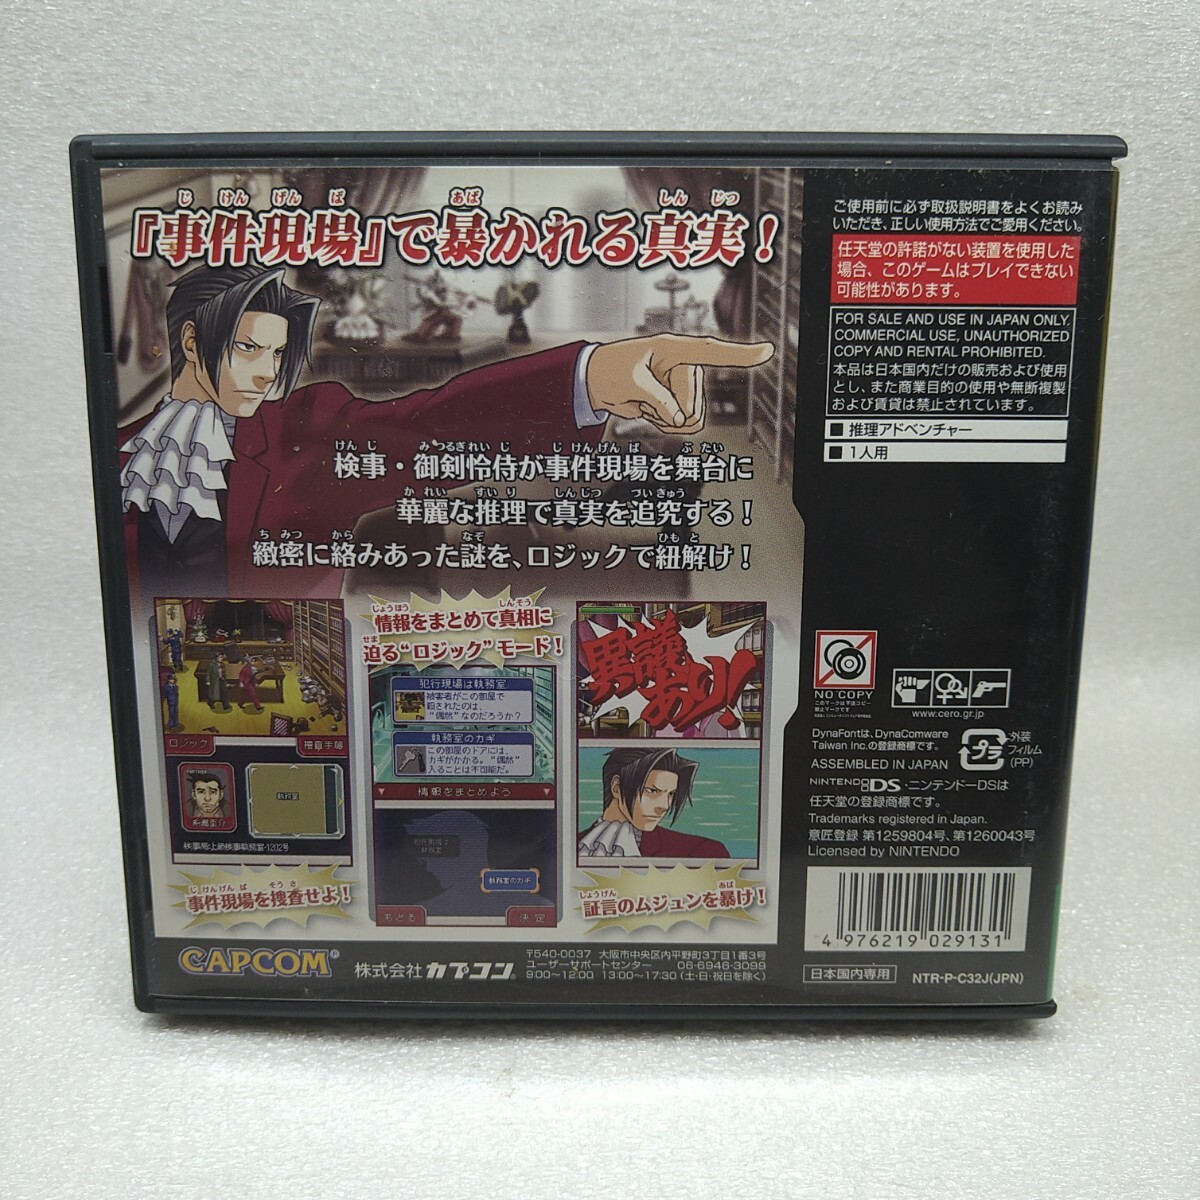 じ けん げん ば あば しん じつ
『事件現場』で暴かれる真実！
けん じ みつるぎれい じ じ けんげん ば ぶ たい
検事・御剣怜侍が事件現場を舞台に
か れい すい り しん じつ つい きゅう
華麗な推理で真実を追究する！
ち みつ から なぞ ひも と
緻密に絡みあった謎を、ロジックで紐解け！
ロジック
捜査手帳
検事局:上級検事執務室・1202号
じ けんげん ば そう さ
事件現場を捜査せよ！
じょうほう しんそう
情報をまとめて真相に
せま
迫る“ロジック”モード！
犯行現場は執務室
被害者がこの部屋で
殺されたのは、
“偶然”なのだろうか？
執務室のカギ
この部屋のドアには、
カギがかかる。“偶然”
入ることは不可能だ。
情報をまとめよう
犯行現場は
執務室
執務室のカギ
もどる
決定
異議あり！
しょうげん あば
証言のムジュンを暴け！
CAPCOM®
株式会社カプコン
〒540-0037 大阪市中央区内平野町3丁目1番3号
ユーザーサポートセンター 06-6946-3099
9:00～12:00 13:00～17:30 (土・日・祝日を除く)
ご使用前に必ず取扱説明書をよくお読み
いただき、正しい使用方法でご愛用ください。
任天堂の許諾がない装置を使用した
場合、このゲームはプレイできない
可能性があります。
FOR SALE AND USE IN JAPAN ONLY.
COMMERCIAL USE, UNAUTHORIZED
COPY AND RENTAL PROHIBITED.
本品は日本国内だけの販売および使用
とし、また商業目的の使用や無断複製
および賃貸は禁止されています。
■ 推理アドベンチャー
■ 1人用
NO COPY
www.cero.gr.jp
DynaFontは、DynaComware
Taiwan Inc.の登録商標です。
ASSEMBLED IN JAPAN
プラ
外装
フィルム
(PP)
NINTENDO DS・ニンテンドーDSは
任天堂の登録商標です。
Trademarks registered in Japan.
意匠登録 第1259804号、第1260043号
Licensed by NINTENDO
4 976219 029131
日本国内専用
NTR-P-C32J(JPN)